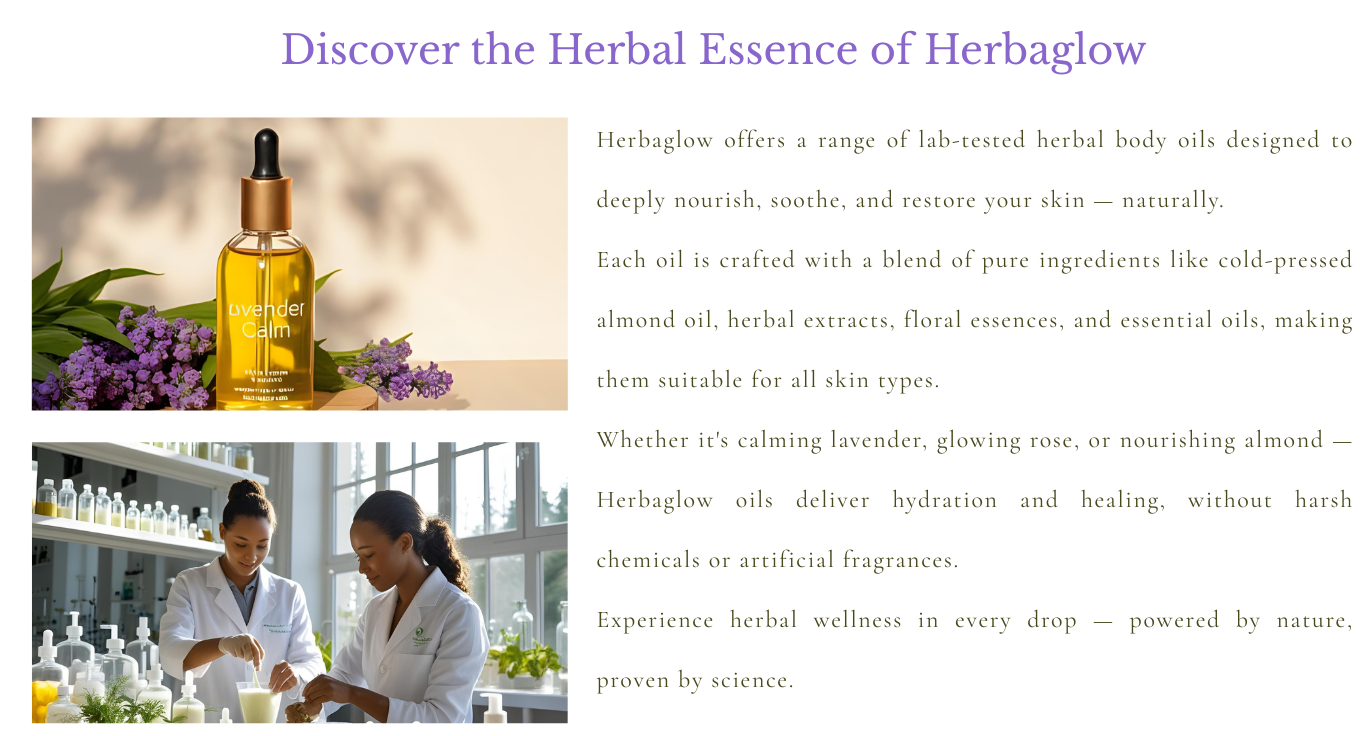 Discover the Herbal Essence of Herbaglow
Herbaglow offers a range of lab-tested herbal body oils designed to
deeply nourish, soothe, and restore your skin — naturally.
Each oil is crafted with a blend of pure ingredients like cold-pressed
almond oil, herbal extracts, floral essences, and essential oils, making
them suitable for all skin types.
Whether it's calming lavender, glowing rose, or nourishing almond —
Herbaglow oils deliver hydration and healing, without harsh
chemicals or artificial fragrances.
Experience herbal wellness in every drop — powered by nature,
proven by science.
Calm